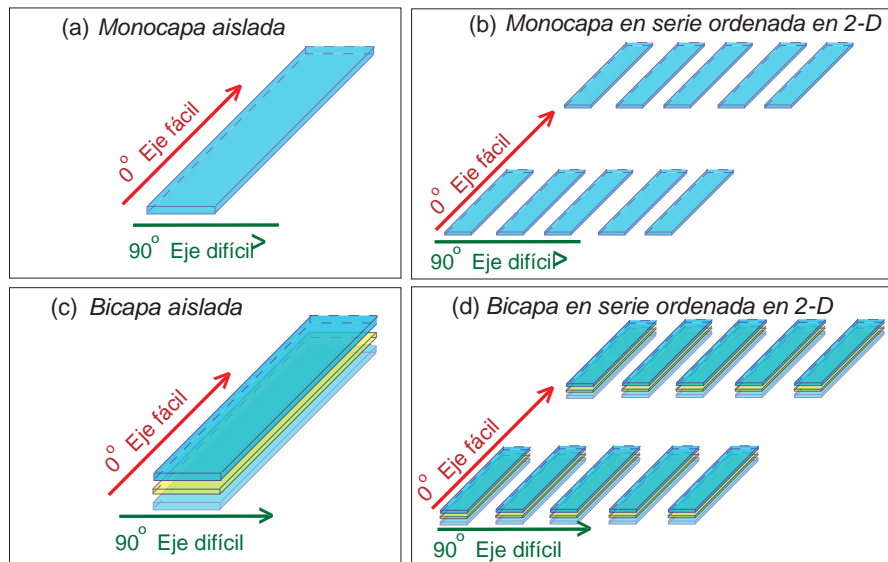 (a) Monocapa aislada
0° Eje fácil
90° Eje difícil
(b) Monocapa en serie ordenada en 2-D
0° Eje fácil
90° Eje difícil
(c) Bicapa aislada
0° Eje fácil
90° Eje difícil
(d) Bicapa en serie ordenada en 2-D
0° Eje fácil
90° Eje difícil